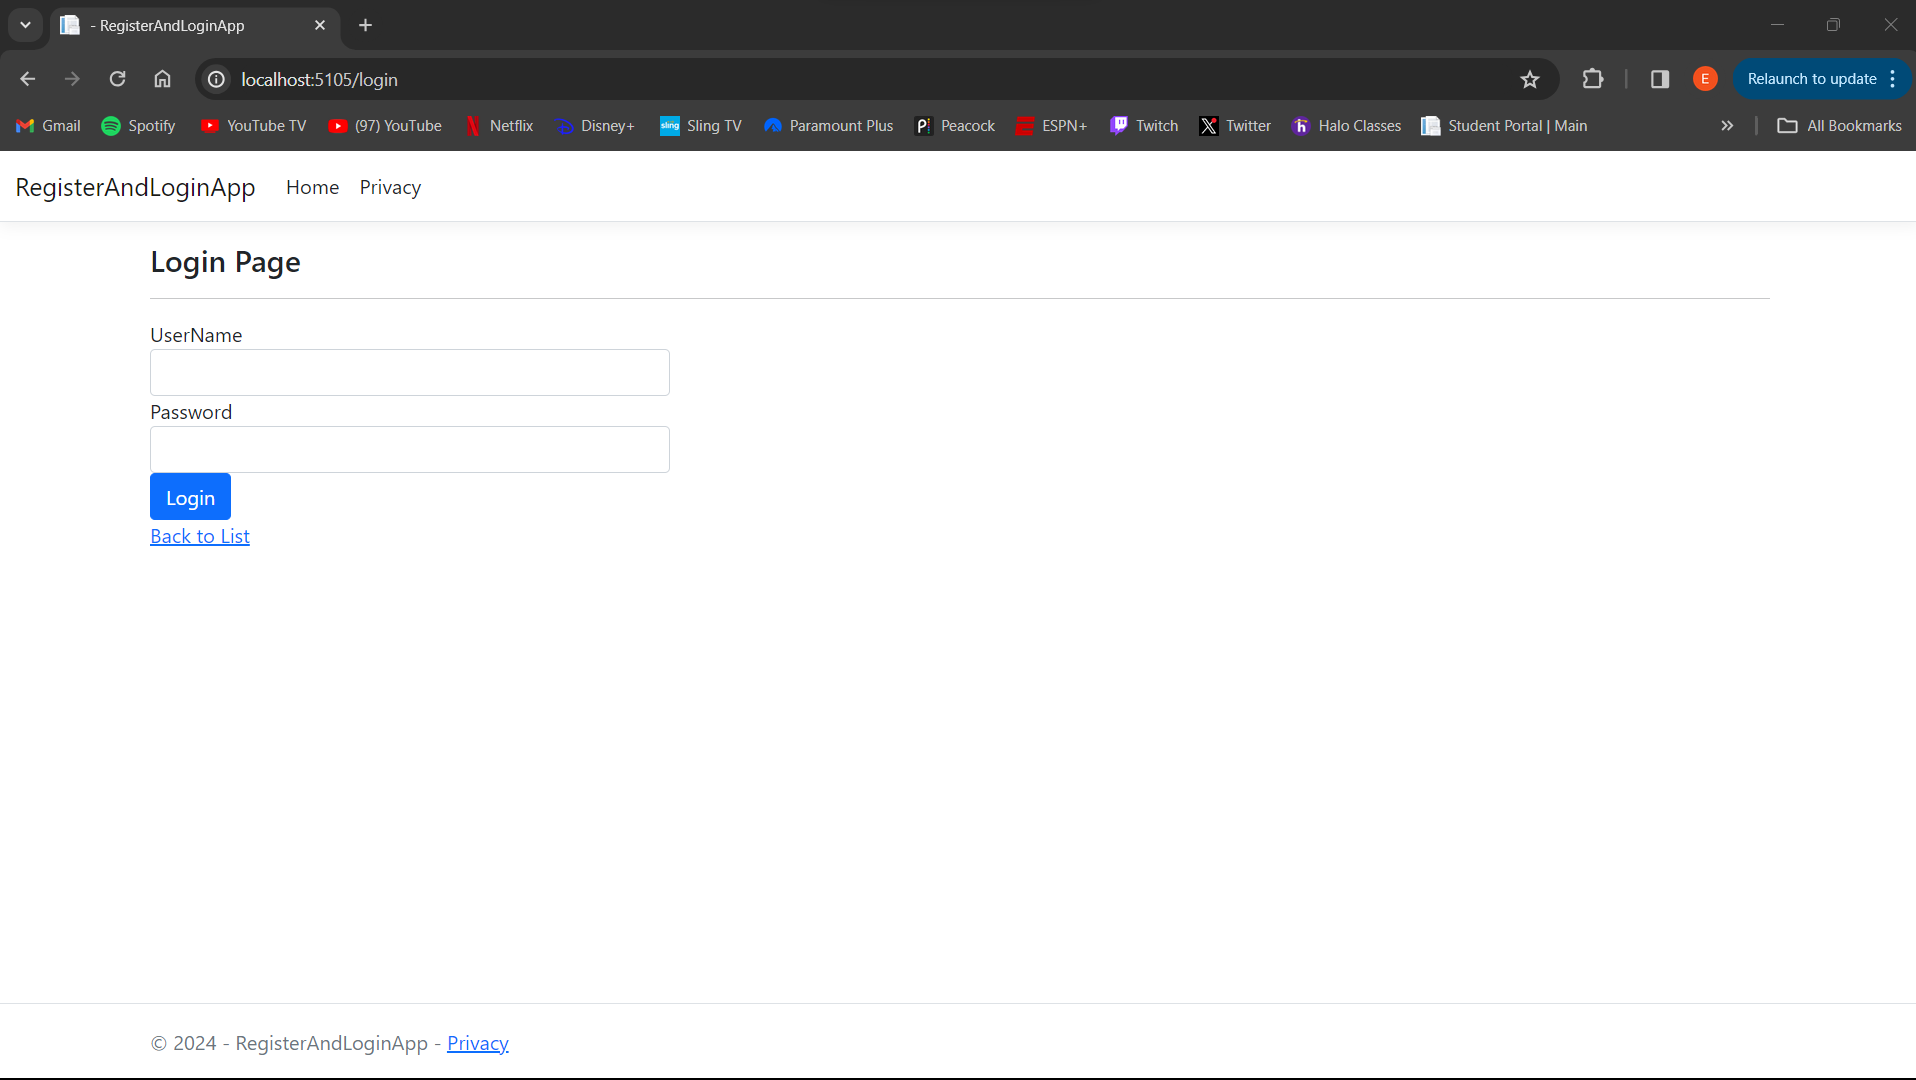 - RegisterAndLoginApp
localhost:5105/login
E
Relaunch to update
Gmail Spotify YouTube TV (97) YouTube Netflix Disney+ sling Sling TV Paramount Plus P Peacock ESPN+ Twitch X Twitter h Halo Classes Student Portal | Main » All Bookmarks
RegisterAndLoginApp Home Privacy
Login Page
UserName
Password
Login
Back to List
© 2024 - RegisterAndLoginApp - Privacy